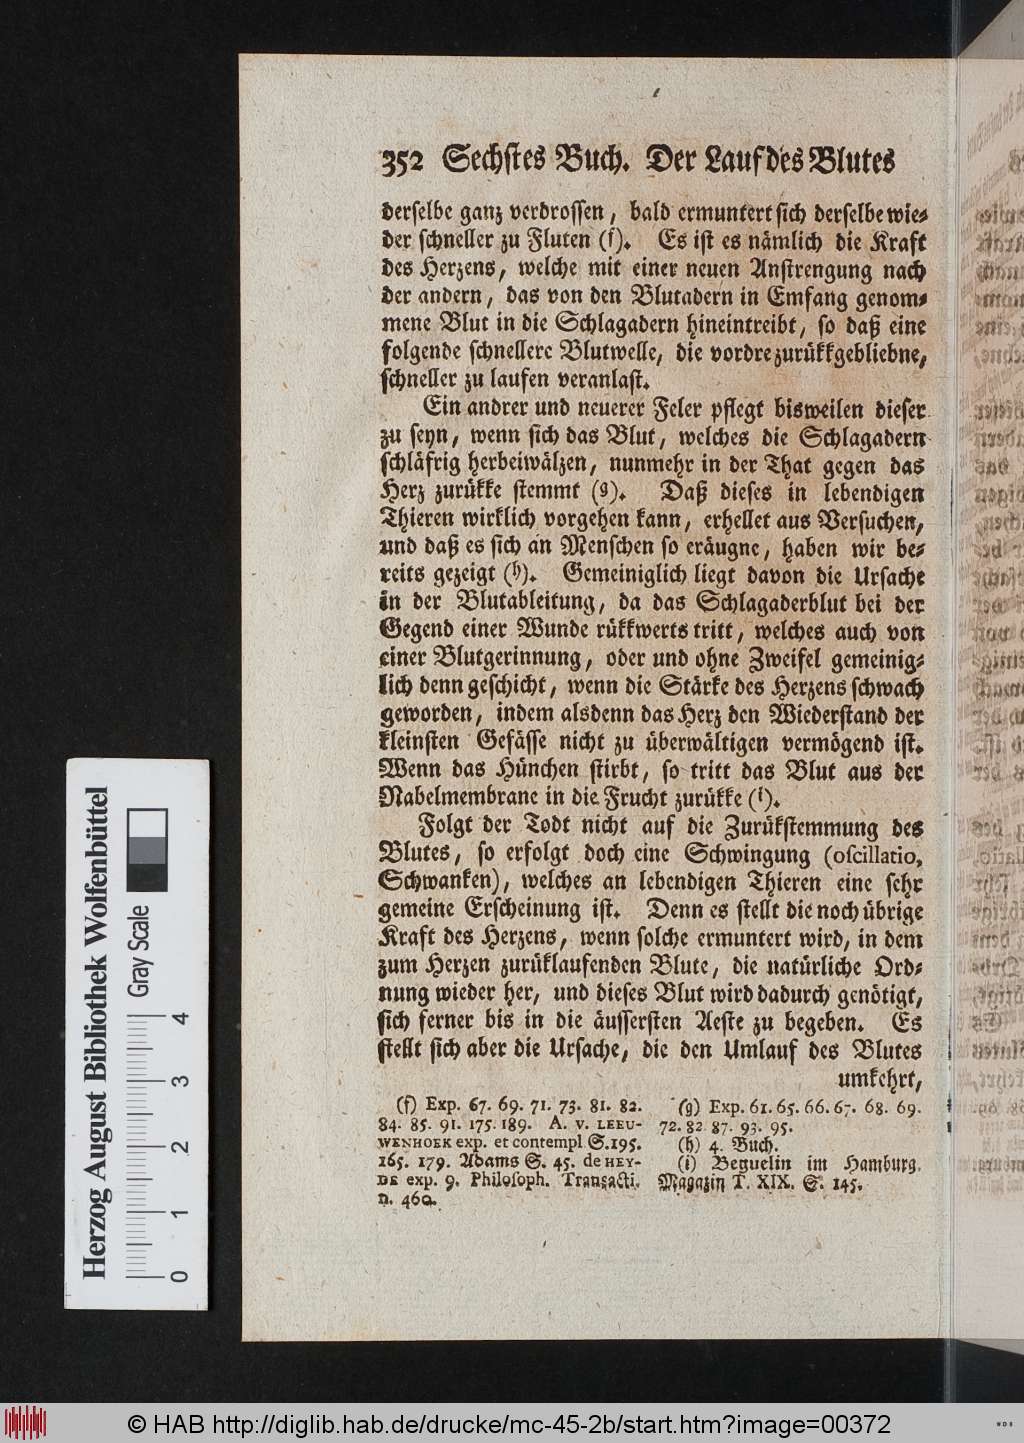 352 Sechstes Buch. Der Lauf des Blutes
derselbe ganz verdrossen, bald ermuntert sich derselbe wie-
der schneller zu Fluten (f). Es ist es nämlich die Kraft
des Herzens, welche mit einer neuen Anstrengung nach
der andern, das von den Blutadern in Emfang genom-
mene Blut in die Schlagadern hineintreibt, so daß eine
folgende schnellere Blutwelle, die vordre zurükkgebliebne,
schneller zu laufen veranlast.
Ein andrer und neuerer Feler pflegt bisweilen dieser
zu seyn, wenn sich das Blut, welches die Schlagadern
schläfrig herbeiwälzen, nunmehr in der That gegen das
Herz zurükke stemmt (g). Daß dieses in lebendigen
Thieren wirklich vorgehen kann, erhellet aus Versuchen,
und daß es sich an Menschen so eräugne, haben wir be-
reits gezeigt (h). Gemeiniglich liegt davon die Ursache
in der Blutableitung, da das Schlagaderblut bei der
Gegend einer Wunde rükkwerts tritt, welches auch von
einer Blutgerinnung, oder und ohne Zweifel gemeinig-
lich denn geschicht, wenn die Stärke des Herzens schwach
geworden, indem alsdenn das Herz den Wiederstand der
kleinsten Gefässe nicht zu überwältigen vermögend ist.
Wenn das Hünchen stirbt, so tritt das Blut aus der
Nabelmembrane in die Frucht zurükke (i).
Folgt der Todt nicht auf die Zurükstemmung des
Blutes, so erfolgt doch eine Schwingung (oscillatio,
Schwanken), welches an lebendigen Thieren eine sehr
gemeine Erscheinung ist. Denn es stellt die noch übrige
Kraft des Herzens, wenn solche ermuntert wird, in dem
zum Herzen zurüklaufenden Blute, die natürliche Ord-
nung wieder her, und dieses Blut wird dadurch genötigt,
sich ferner bis in die äussersten Aeste zu begeben. Es
stellt sich aber die Ursache, die den Umlauf des Blutes
umkehrt,
(f) Exp. 67. 69. 71. 73. 81. 82.
84. 85. 91. 175. 189. A. v. LEEU-
WENHOEK exp. et contempl S. 195.
165. 179. Adams S. 45. de HEY-
DE exp. 9. Philosoph. Transacti.
n. 460.
(g) Exp. 61. 65. 66. 67. 68. 69.
72. 82 87. 93. 95.
(h) 4. Buch.
(i) Beguelin im Hamburg.
Magazin T. XIX. S. 145.
Herzog August Bibliothek Wolfenbüttel
Gray Scale
0 1 2 3 4
© HAB http://diglib.hab.de/drucke/mc-45-2b/start.htm?image=00372